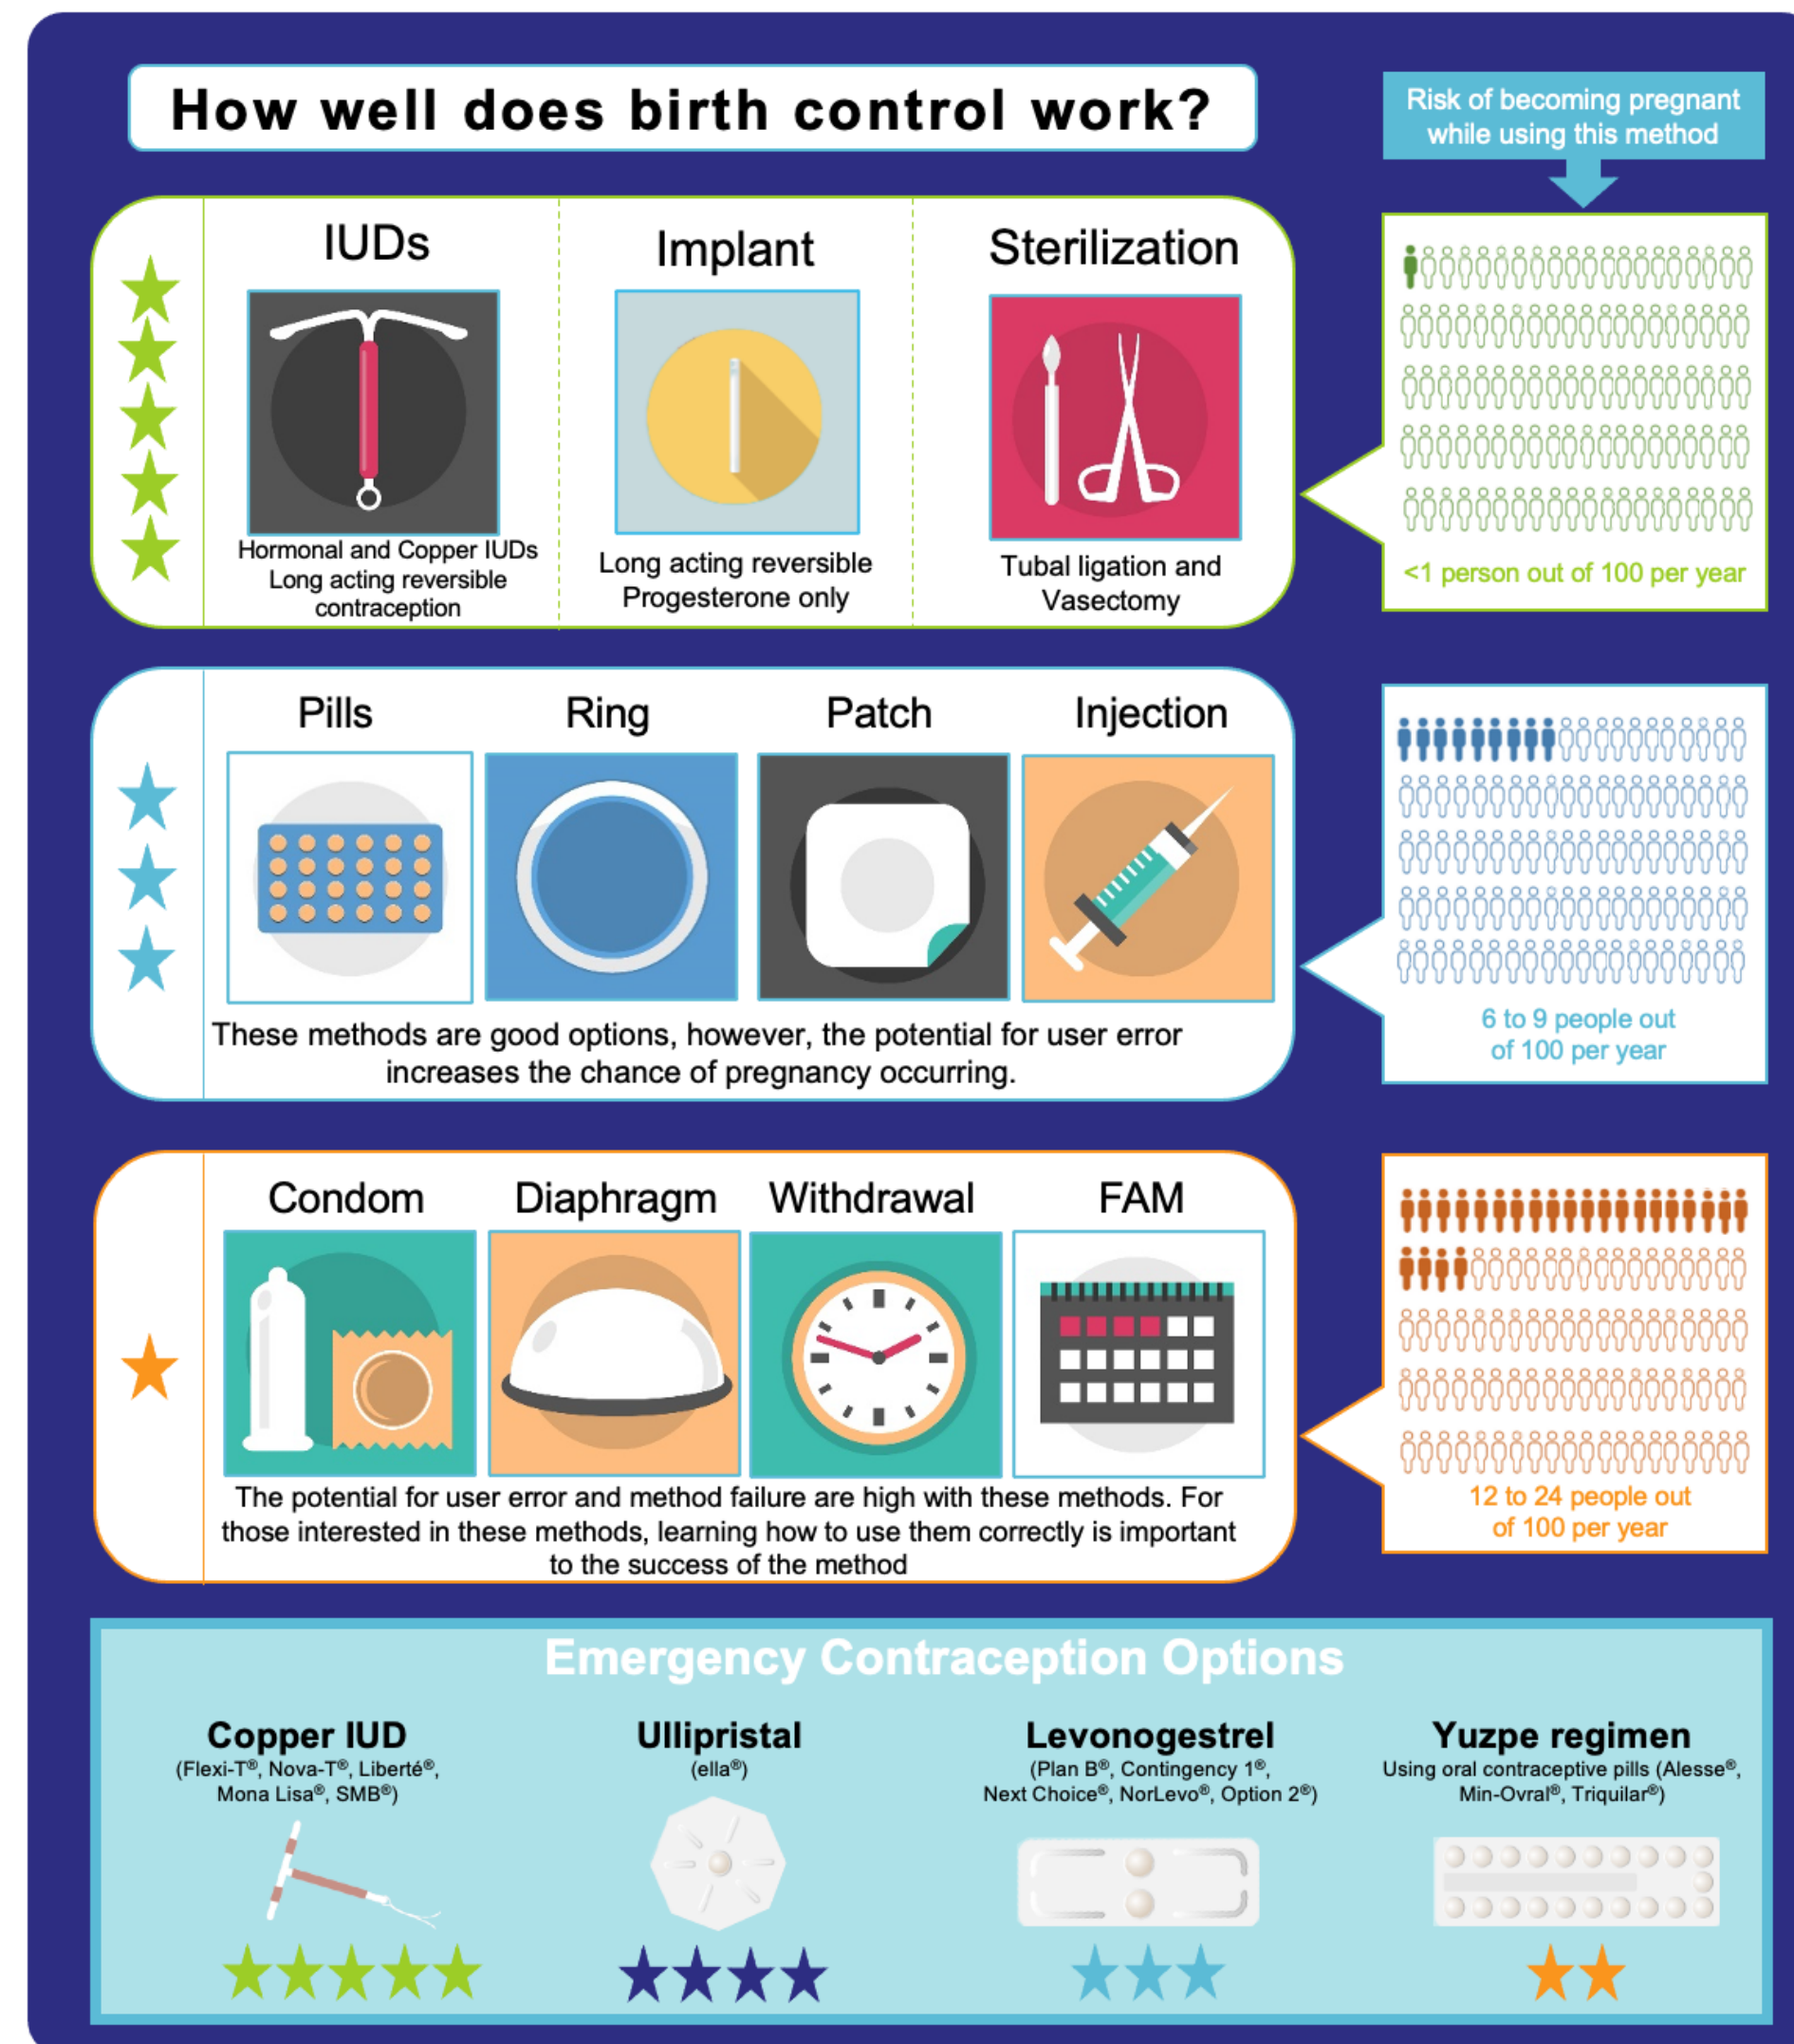 How well does birth control work?
Risk of becoming pregnant
while using this method
IUDs
Hormonal and Copper IUDs
Long acting reversible
contraception
Implant
Long acting reversible
Progesterone only
Sterilization
Tubal ligation and
Vasectomy
<1 person out of 100 per year
Pills
Ring
Patch
Injection
These methods are good options, however, the potential for user error
increases the chance of pregnancy occurring.
6 to 9 people out
of 100 per year
Condom
Diaphragm
Withdrawal
FAM
The potential for user error and method failure are high with these methods. For
those interested in these methods, learning how to use them correctly is important
to the success of the method
12 to 24 people out
of 100 per year
Emergency Contraception Options
Copper IUD
(Flexi-T®, Nova-T®, Liberté®,
Mona Lisa®, SMB®)
Ullipristal
(ella®)
Levonogestrel
(Plan B®, Contingency 1®,
Next Choice®, NorLevo®, Option 2®)
Yuzpe regimen
Using oral contraceptive pills (Alesse®,
Min-Ovral®, Triquilar®)